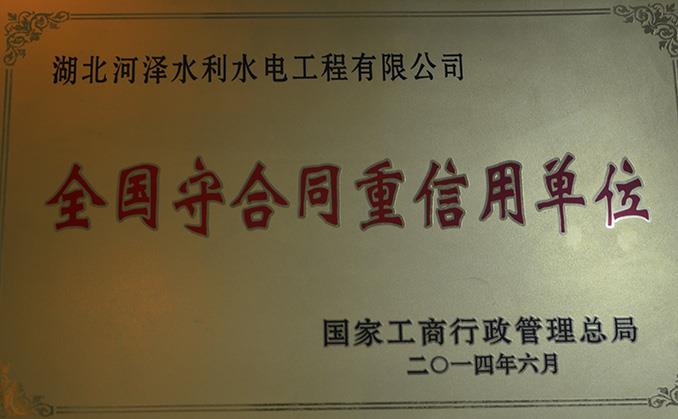 湖北河泽水利水电工程有限公司
全国守合同重信用单位
国家工商行政管理总局
二〇一四年六月